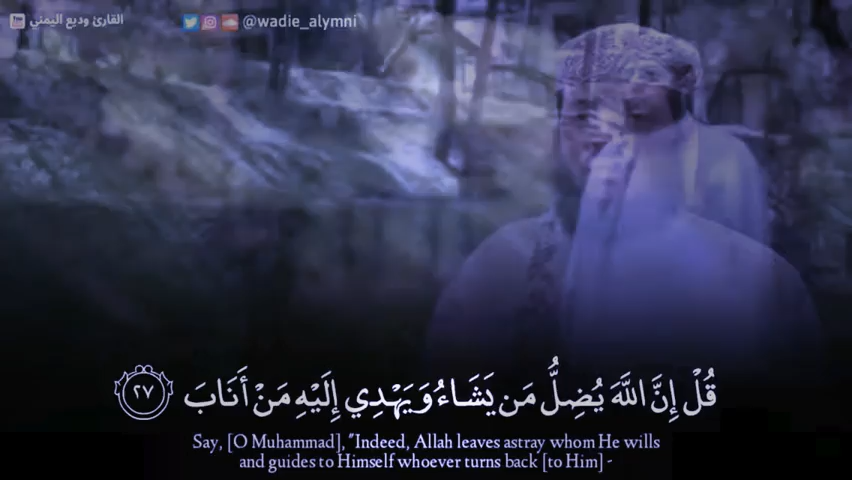 القارئ وديع اليمني
@wadie_alymni
قُلْ إِنَّ اللَّهَ يُضِلُّ مَن يَشَاءُ وَيَهْدِي إِلَيْهِ مَنْ أَنَابَ ٢٧
Say, [O Muhammad], "Indeed, Allah leaves astray whom He wills
and guides to Himself whoever turns back [to Him] -